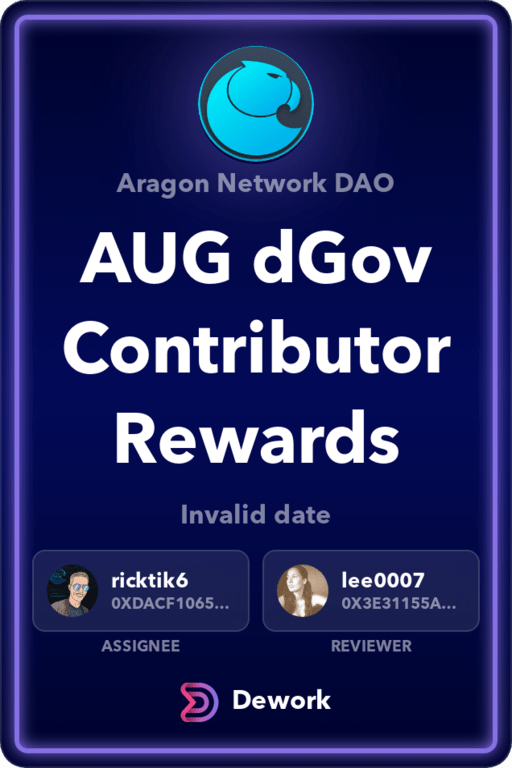 Aragon Network DAO
AUG dGov
Contributor
Rewards
Invalid date
ricktik6
0XDACF1065...
lee0007
0X3E31155A...
ASSIGNEE
REVIEWER
Dework